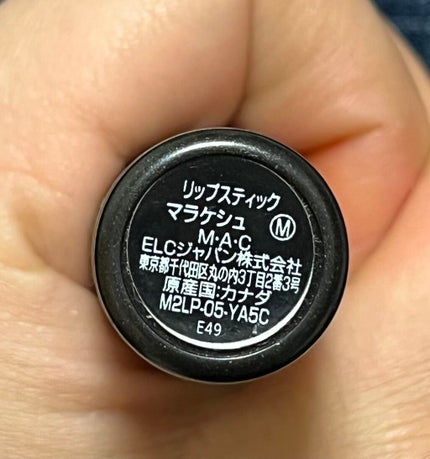 リップスティック
マラケシュ Ⓜ
M・A・C
ELCジャパン株式会社
東京都千代田区丸の内3丁目2番3号
原産国:カナダ
M2LP-05-YA5C
E49